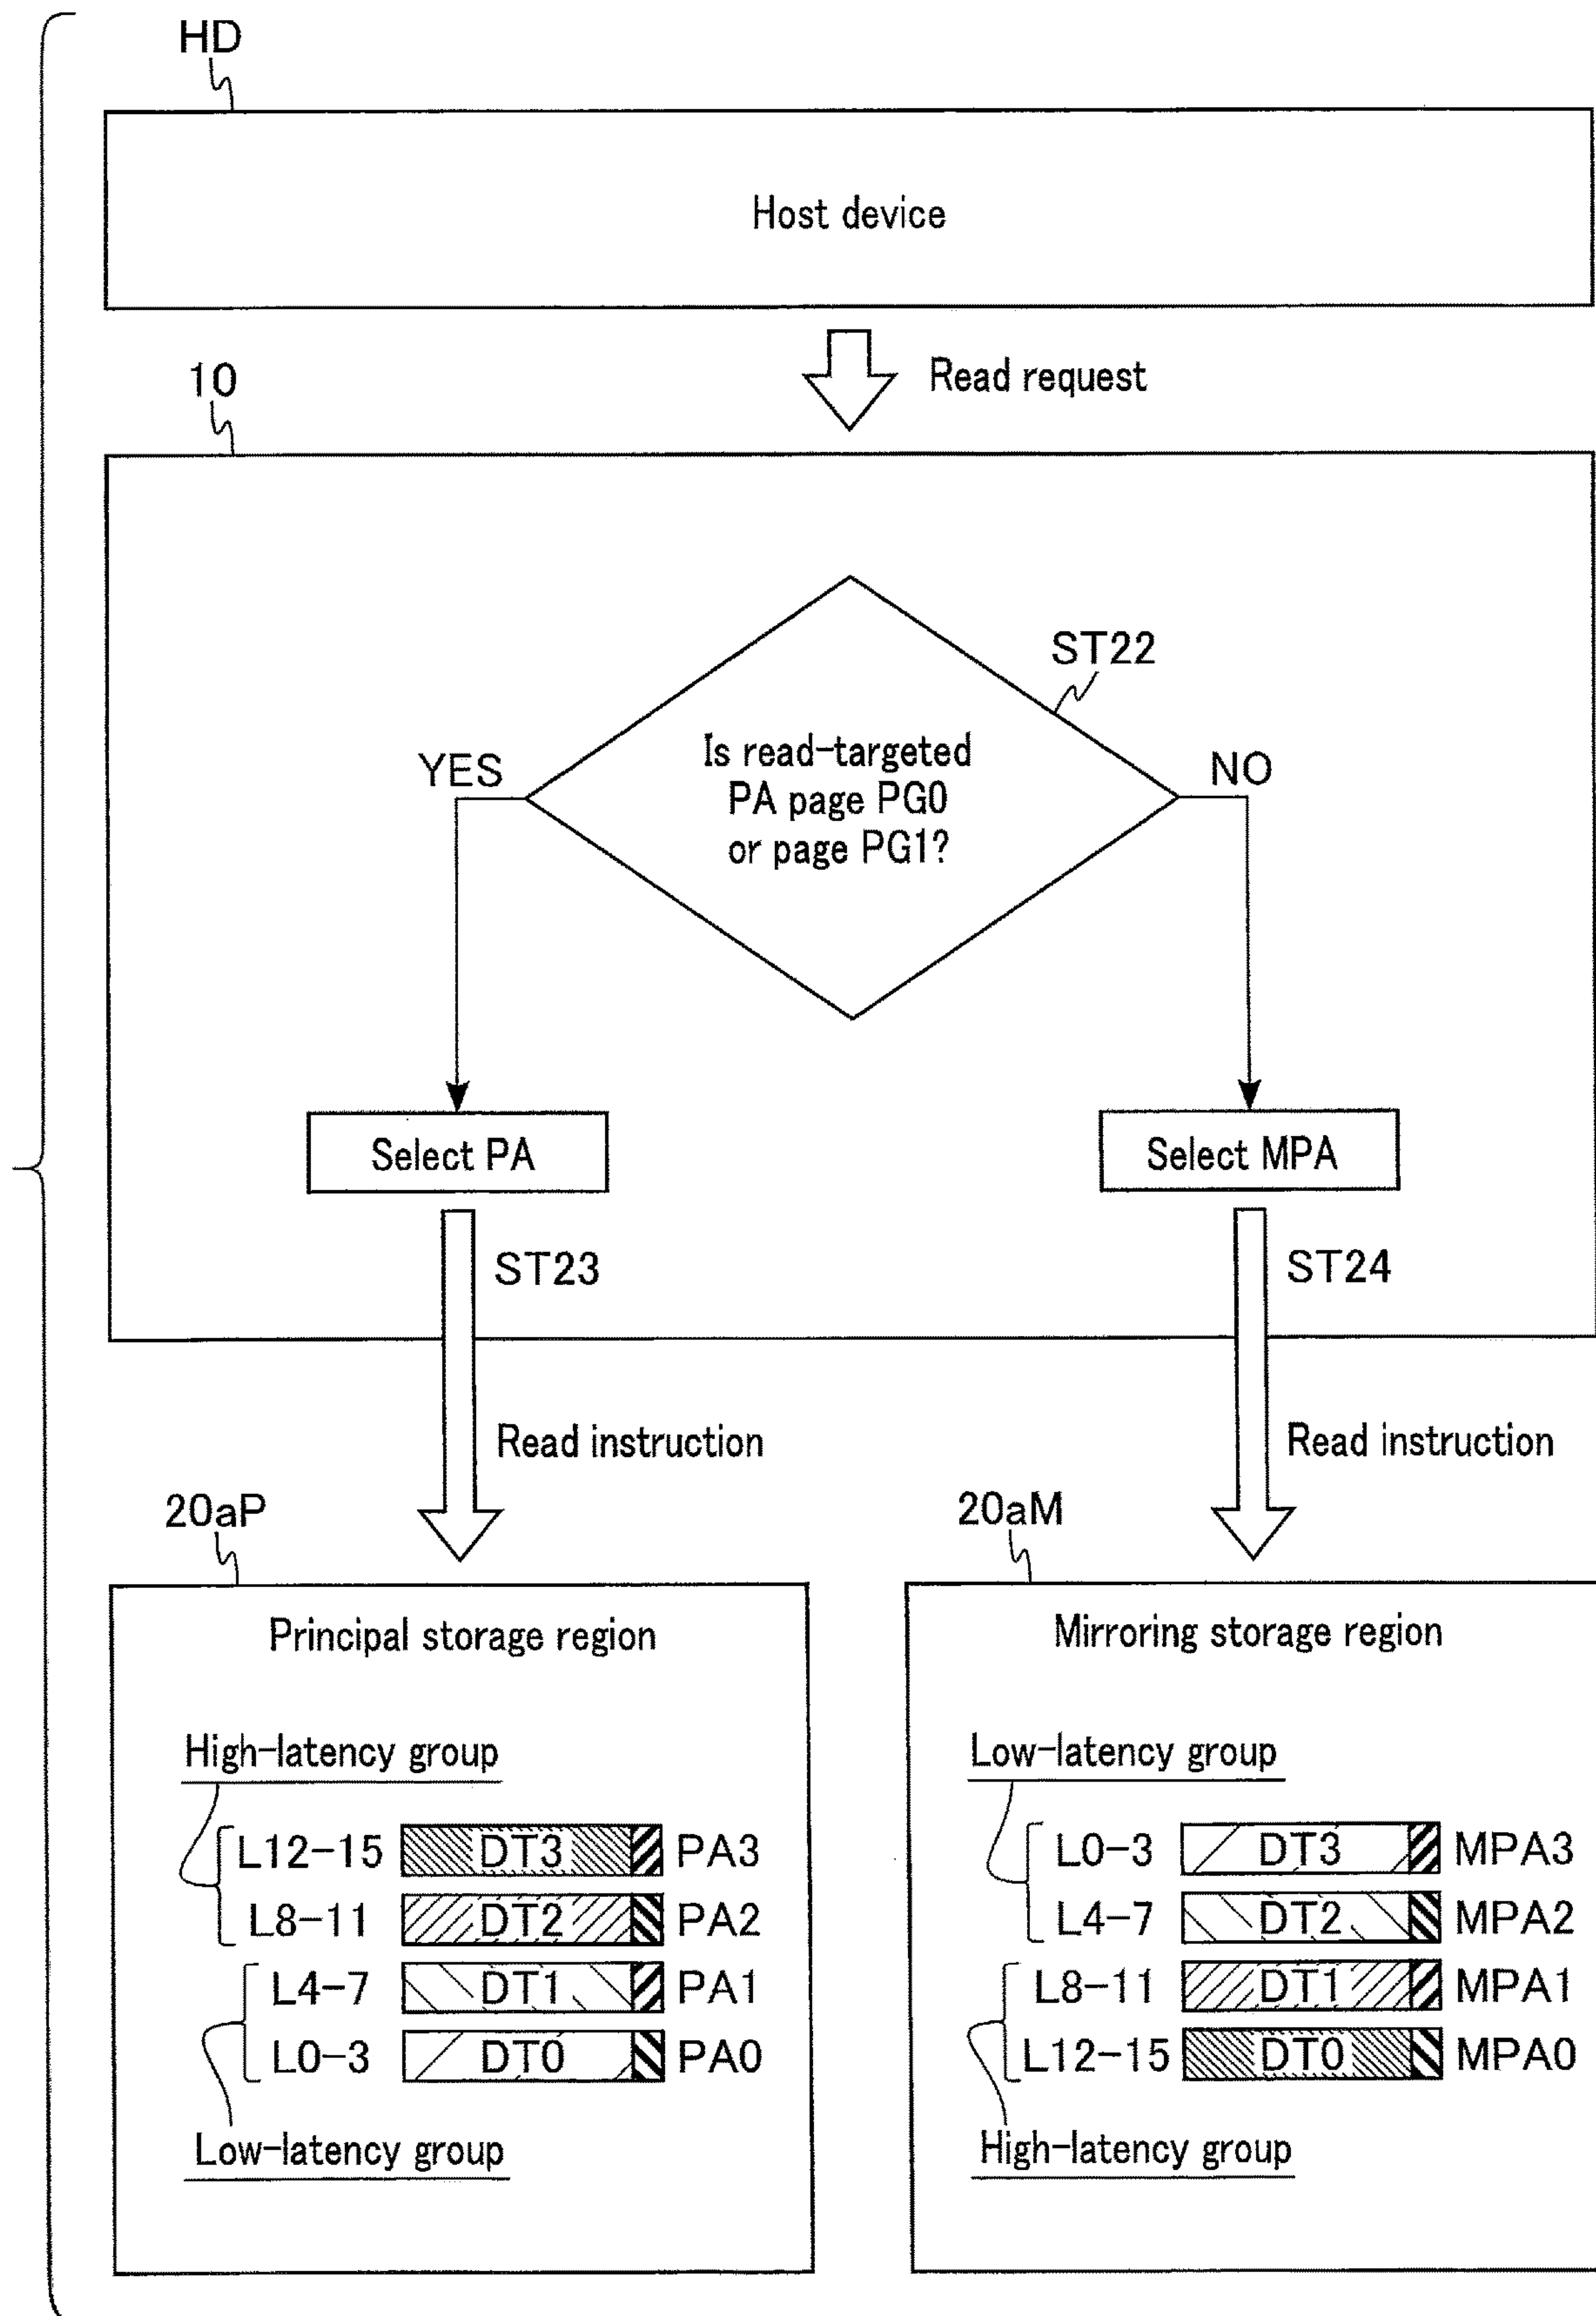 HD
Host device
10
Read request
ST22
YES
Is read-targeted
PA page PG0
or page PG1?
NO
Select PA
Select MPA
ST23
ST24
Read instruction
Read instruction
20aP
20aM
Principal storage region
Mirroring storage region
High-latency group
Low-latency group
L12-15 DT3 PA3
L0-3 DT3 MPA3
L8-11 DT2 PA2
L4-7 DT2 MPA2
L4-7 DT1 PA1
L8-11 DT1 MPA1
L0-3 DT0 PA0
L12-15 DT0 MPA0
Low-latency group
High-latency group